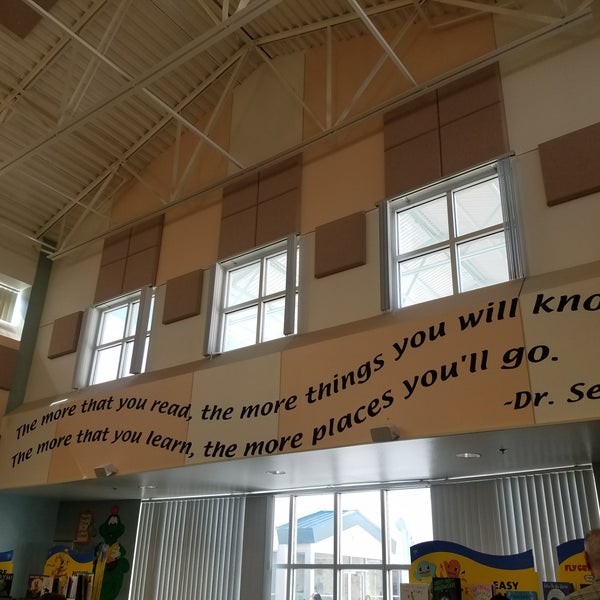 The more that you read, the more things you will kno
The more that you learn, the more places you'll go.
-Dr. Se
EASY